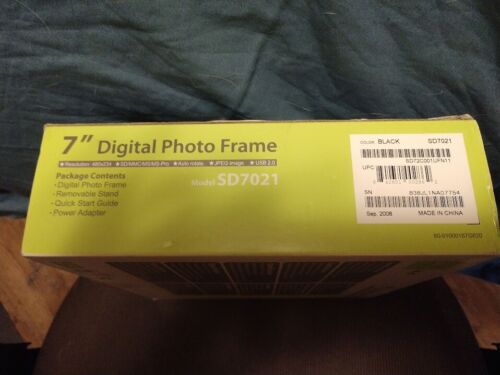 7" Digital Photo Frame
★ Resolution: 480x234 ★ SD/MMC/MS/MS-Pro ★ Auto rotate ★ JPEG image ★ USB 2.0
Package Contents
• Digital Photo Frame
• Removable Stand
• Quick Start Guide
• Power Adapter
Model SD7021
COLOR: BLACK SD7021
SD72C001UFN11
UPC
SN
Sep. 2008 MADE IN CHINA